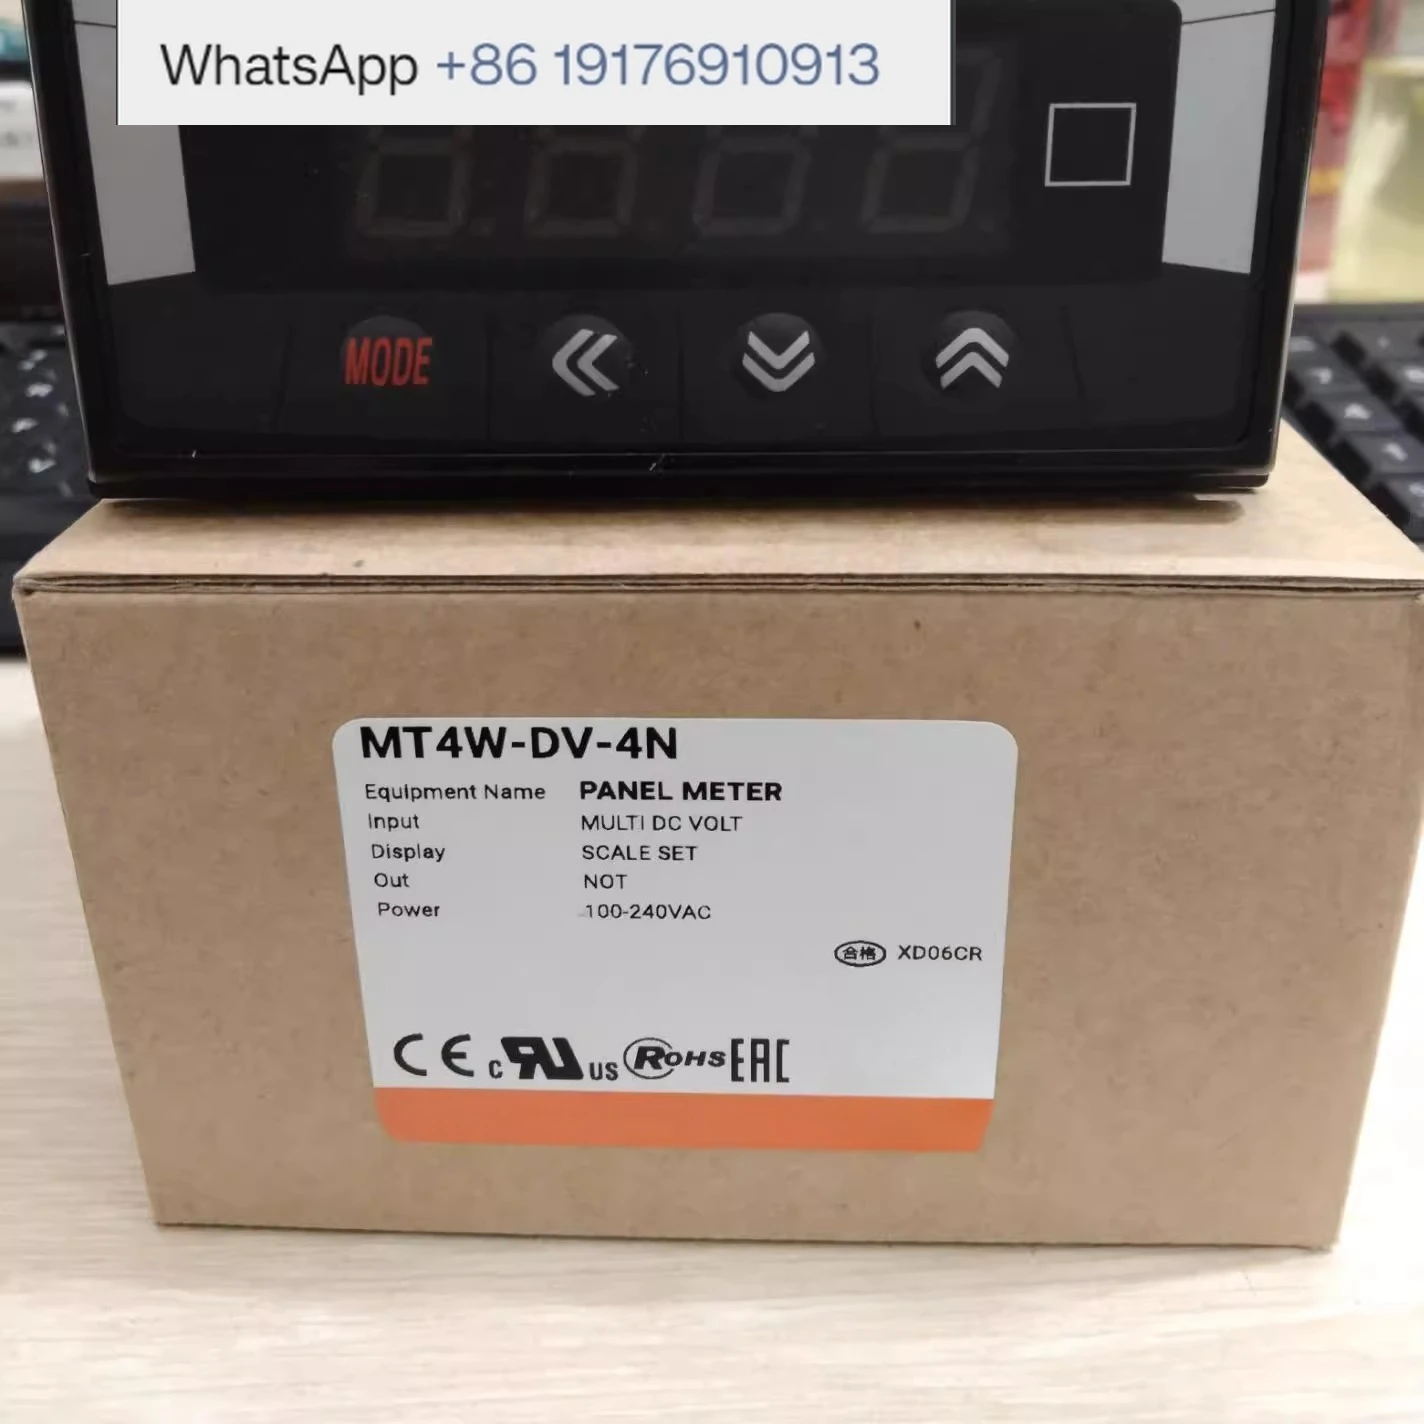 WhatsApp +86 19176910913
MODE
MT4W-DV-4N
Equipment Name PANEL METER
Input MULTI DC VOLT
Display SCALE SET
Out NOT
Power 100-240VAC
合格 XD06CR
CE c RU US RoHS EAC